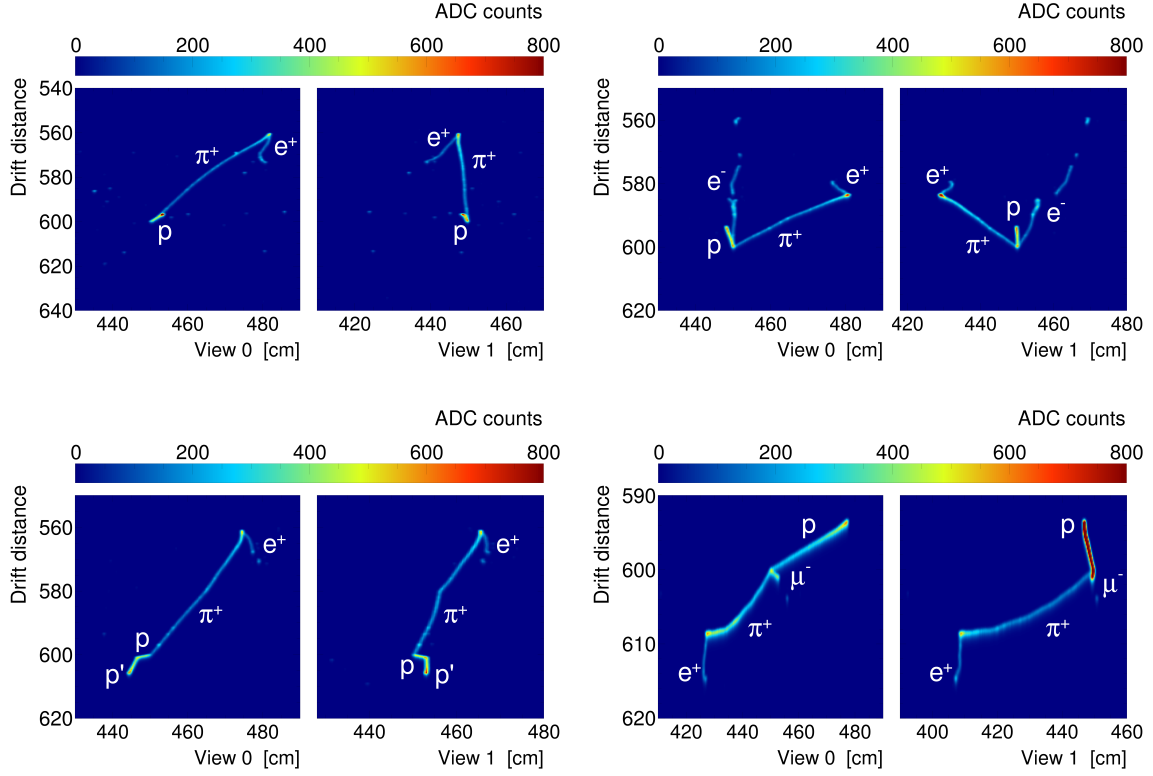 ADC counts
0 200 400 600 800
Drift distance
540
560
580
600
620
640
π+
e+
p
e+
π+
p
440 460 480
420 440 460
View 0 [cm]
View 1 [cm]
ADC counts
0 200 400 600 800
Drift distance
560
580
600
620
e-
e+
p
π+
e+
p
e-
π+
440 460 480
420 440 460 480
View 0 [cm]
View 1 [cm]
ADC counts
0 200 400 600 800
Drift distance
560
580
600
620
e+
π+
p
p'
e+
π+
p
p'
440 460 480
440 460 480
View 0 [cm]
View 1 [cm]
ADC counts
0 200 400 600 800
Drift distance
590
600
610
620
p
μ-
π+
e+
p
μ-
π+
e+
420 440 460 480
400 420 440 460
View 0 [cm]
View 1 [cm]